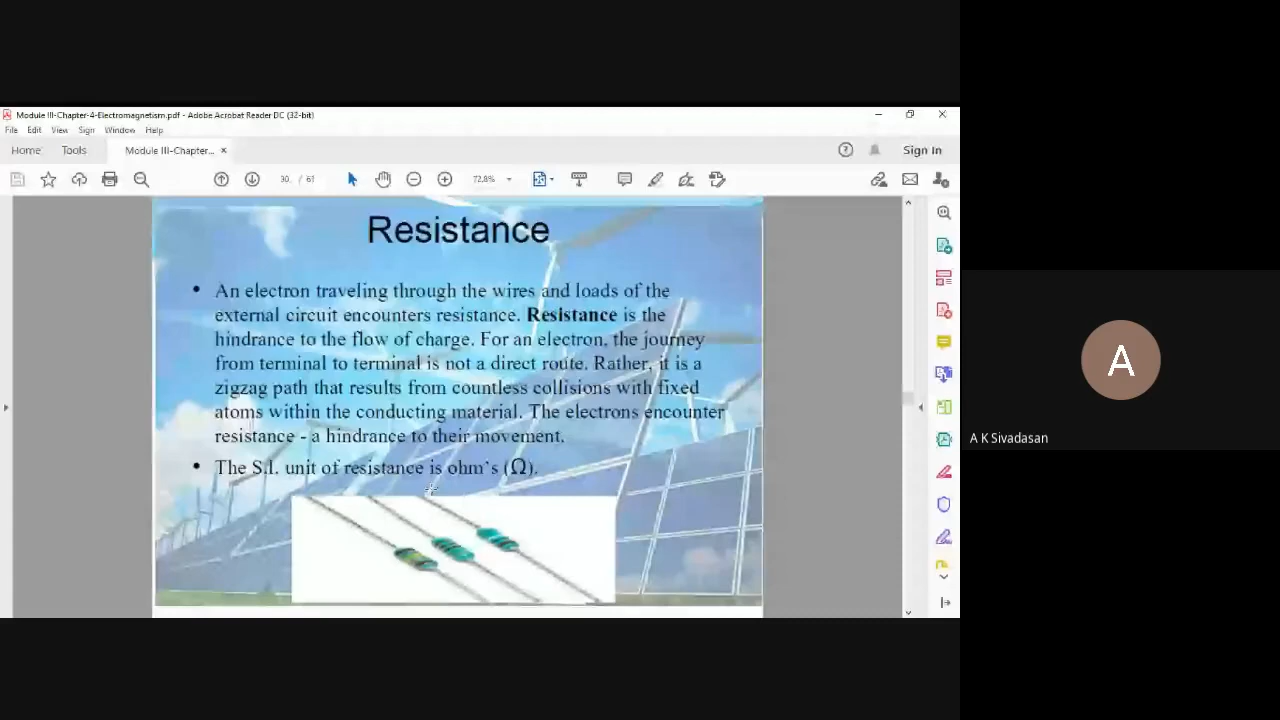 Module III-Chapter-4-Electromagnetism.pdf - Adobe Acrobat Reader DC (32-bit)
File Edit View Sign Window Help
Home Tools Module III-Chapter... × Sign In
30 / 61 72.8%
Resistance
• An electron traveling through the wires and loads of the
external circuit encounters resistance. Resistance is the
hindrance to the flow of charge. For an electron, the journey
from terminal to terminal is not a direct route. Rather, it is a
zigzag path that results from countless collisions with fixed
atoms within the conducting material. The electrons encounter
resistance - a hindrance to their movement.
• The S.I. unit of resistance is ohm's (Ω).
A
A K Sivadasan